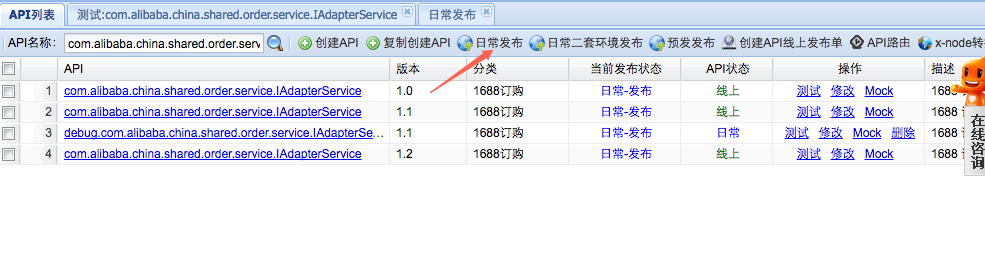 API列表 测试:com.alibaba.china.shared.order.service.IAdapterService 日常发布
API名称: com.alibaba.china.shared.order.serv 创建API 复制创建API 日常发布 日常二套环境发布 预发发布 创建API线上发布单 API路由 x-node转
API 版本 分类 当前发布状态 API状态 操作 描述
1 com.alibaba.china.shared.order.service.IAdapterService 1.0 1688订购 日常-发布 线上 测试 修改 Mock 1688
2 com.alibaba.china.shared.order.service.IAdapterService 1.1 1688订购 日常-发布 线上 测试 修改 Mock 1688
3 debug.com.alibaba.china.shared.order.service.IAdapterSe... 1.1 1688订购 日常-发布 日常 测试 修改 Mock 删除 1688
4 com.alibaba.china.shared.order.service.IAdapterService 1.2 1688订购 日常-发布 线上 测试 修改 Mock 1688
在线咨询